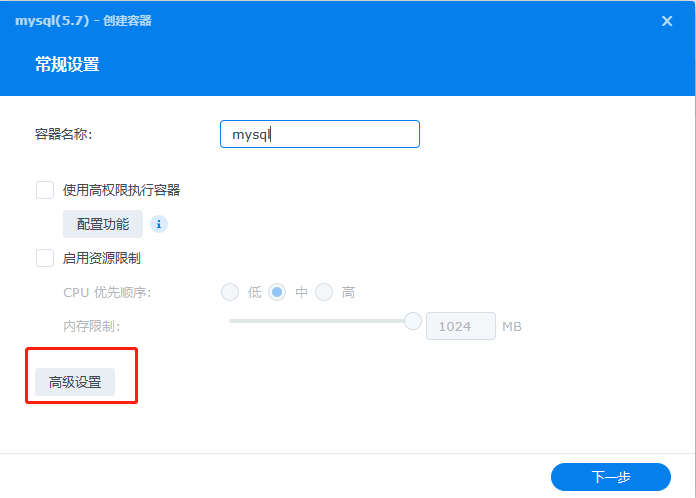 mysql(5.7) - 创建容器
常规设置
容器名称：
mysql
使用高权限执行容器
配置功能
启用资源限制
CPU 优先顺序：
低 中 高
内存限制：
1024 MB
高级设置
下一步